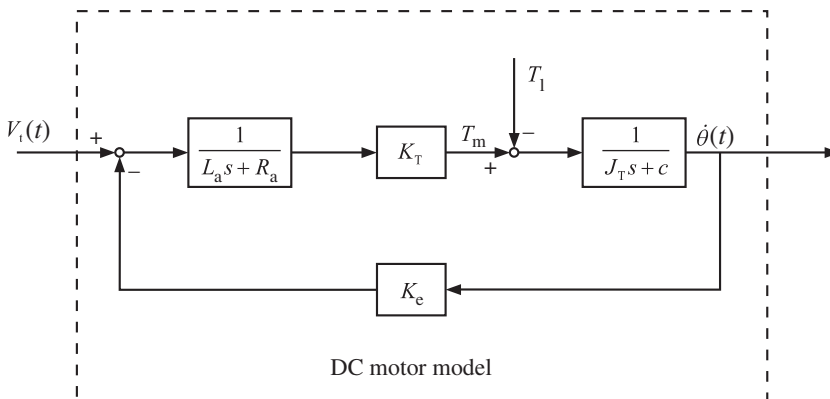 T_l
V_t(t)
+
−
1
L_a s + R_a
K_T
T_m
+
−
1
J_T s + c
θ̇(t)
K_e
DC motor model